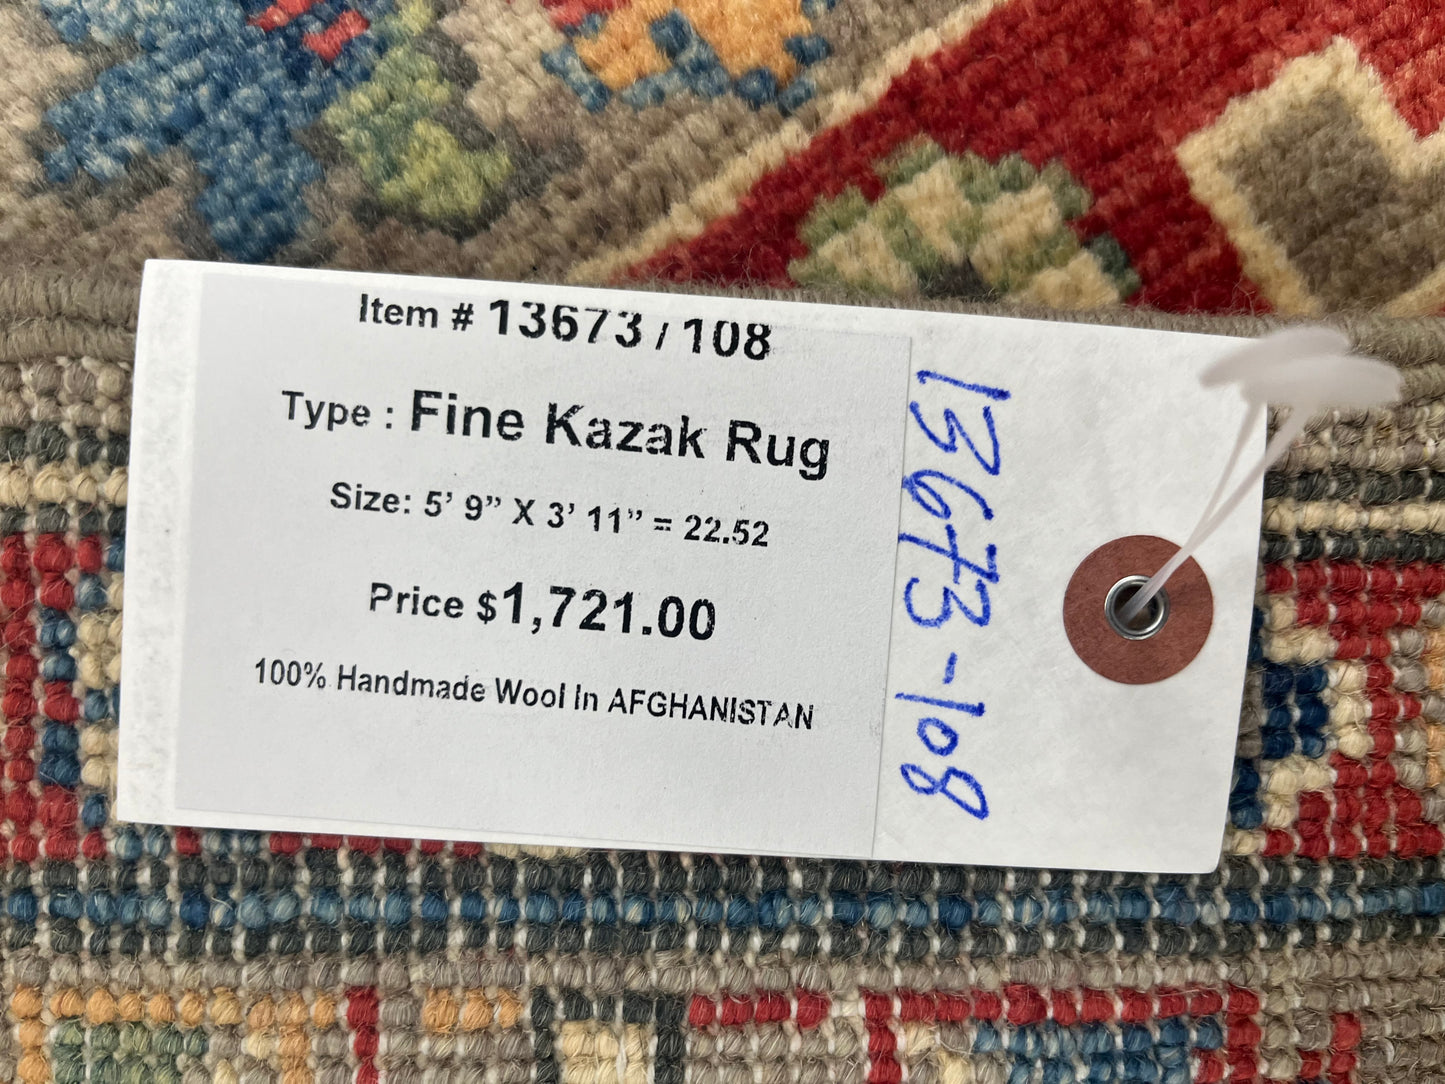 Item # 13673 / 108
Type : Fine Kazak Rug
Size: 5’ 9” X 3’ 11” = 22.52
Price $1,721.00
100% Handmade Wool In AFGHANISTAN
13673-108